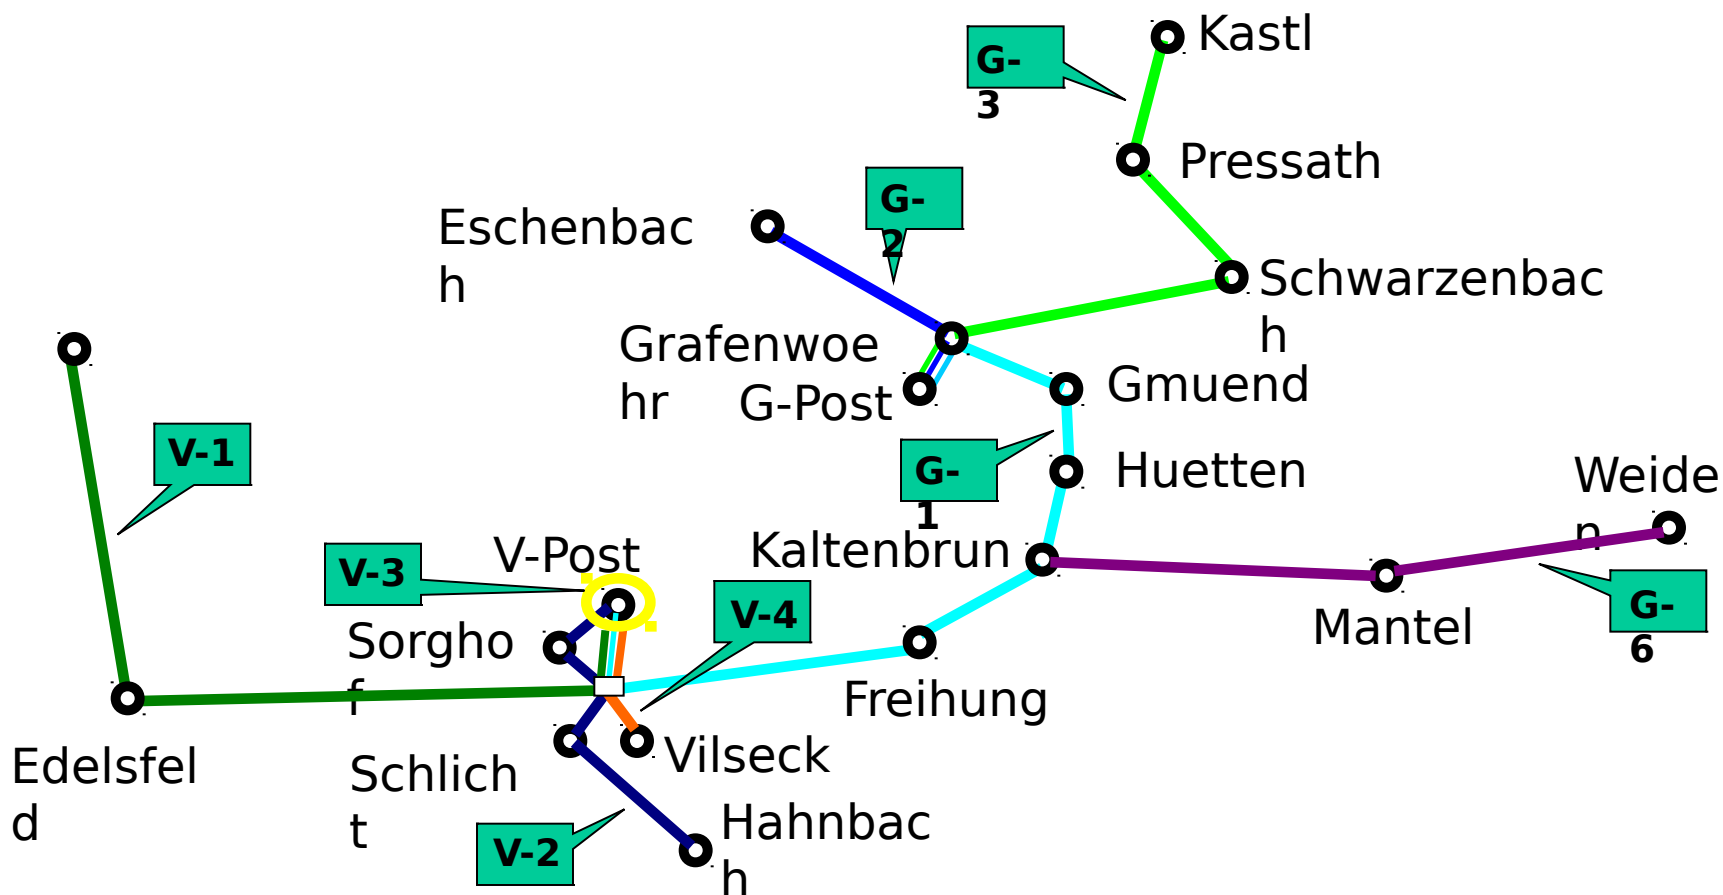 Kastl
G-
3
Pressath
G-
2
Eschenbac
h
Schwarzenbac
h
Grafenwoe
hr
G-Post
Gmuend
V-1
G-
1
Huetten
Weide
n
V-Post
Kaltenbrun
V-3
V-4
G-
6
Sorgho
f
Mantel
Freihung
Edelsfel
d
Schlich
t
Vilseck
V-2
Hahnbac
h